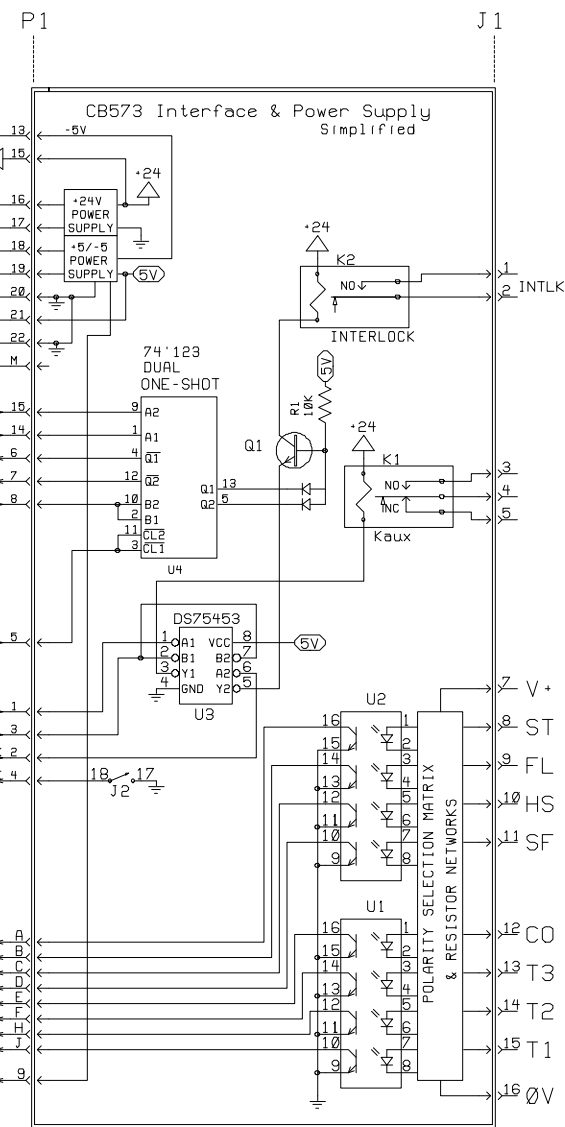 P1
J1
CB573 Interface & Power Supply
Simplified
13
-5V
15
+24
16
+24V
POWER
SUPPLY
17
18
+5/-5
POWER
SUPPLY
19
5V
20
21
22
M
+24
K2
NO
INTERLOCK
1
2
INTLK
74'123
DUAL
ONE-SHOT
15
9
A2
14
1
A1
6
4
Q1
7
12
Q2
8
10
B2
2
B1
11
CL2
3
CL1
Q1
13
Q2
5
U4
5V
R1
10K
Q1
+24
K1
NO
NC
Kaux
3
4
5
5
DS75453
1
A1
VCC
8
5V
2
B1
B2
7
3
Y1
A2
6
4
GND
Y2
5
U3
1
3
2
4
18
17
J2
U2
16
1
15
2
14
3
13
4
12
5
11
6
10
7
9
8
U1
16
1
15
2
14
3
13
4
12
5
11
6
10
7
9
8
POLARITY SELECTION MATRIX
& RESISTOR NETWORKS
7
V+
8
ST
9
FL
10
HS
11
SF
12
CO
13
T3
14
T2
15
T1
16
0V
A
B
C
D
E
F
H
J
9